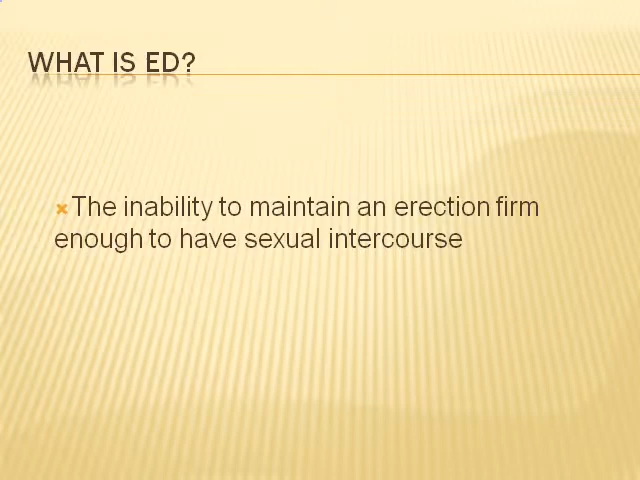 WHAT IS ED?
The inability to maintain an erection firm
enough to have sexual intercourse